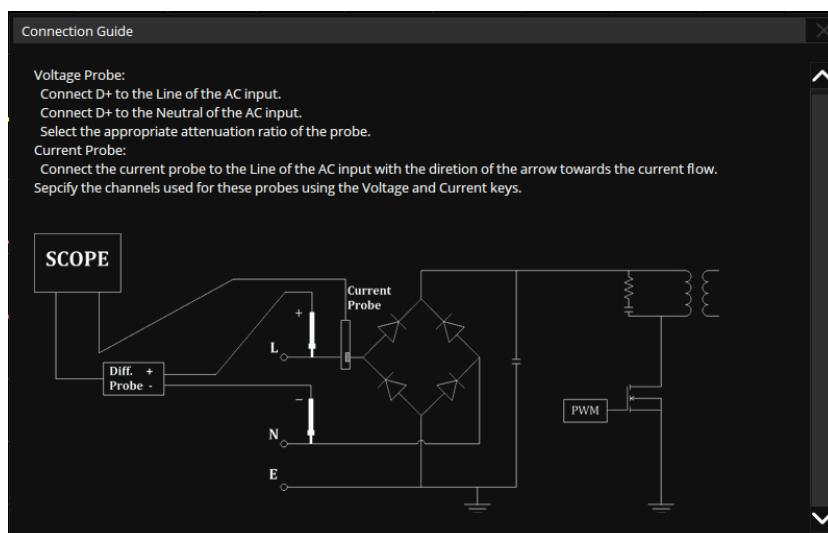 Connection Guide
Voltage Probe:
Connect D+ to the Line of the AC input.
Connect D+ to the Neutral of the AC input.
Select the appropriate attenuation ratio of the probe.
Current Probe:
Connect the current probe to the Line of the AC input with the diretion of the arrow towards the current flow.
Sepcify the channels used for these probes using the Voltage and Current keys.
SCOPE
Current
Probe
+
L
Diff. +
Probe -
−
N
PWM
E